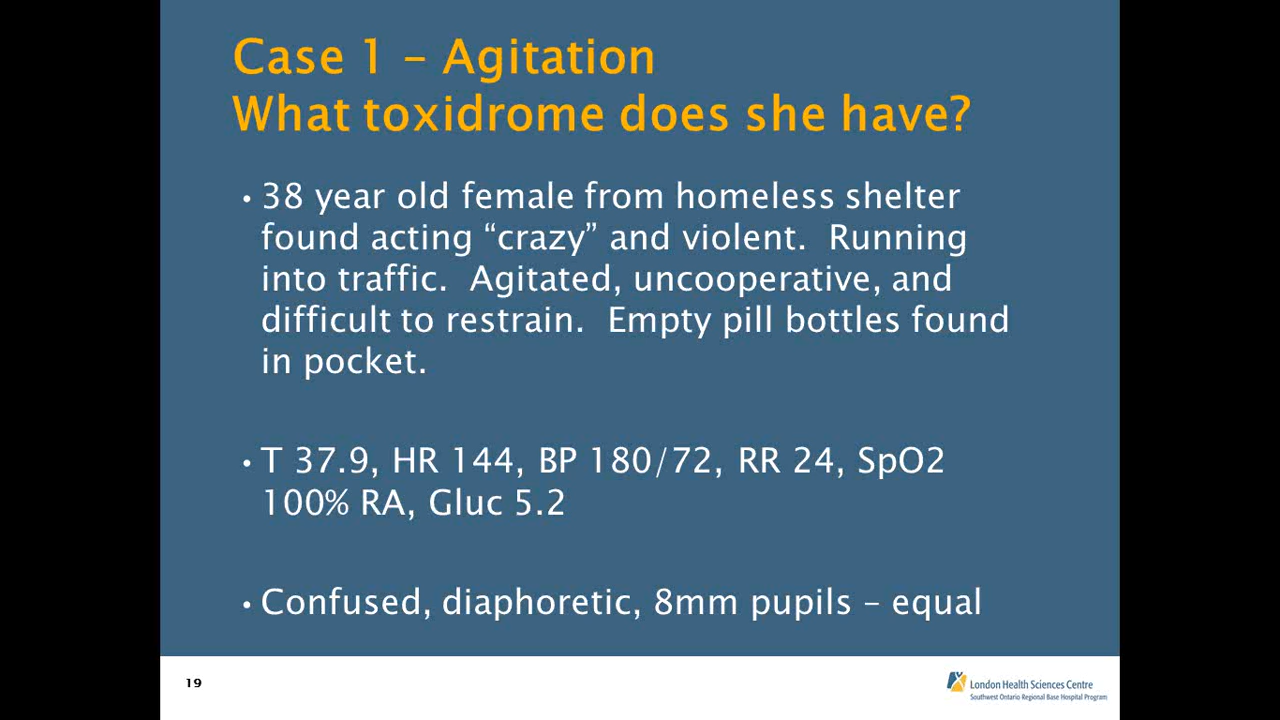 Case 1 – Agitation
What toxidrome does she have?
• 38 year old female from homeless shelter
found acting “crazy” and violent.  Running
into traffic.  Agitated, uncooperative, and
difficult to restrain.  Empty pill bottles found
in pocket.
• T 37.9, HR 144, BP 180/72, RR 24, SpO2
100% RA, Gluc 5.2
• Confused, diaphoretic, 8mm pupils – equal
19
London Health Sciences Centre
Southwest Ontario Regional Base Hospital Program